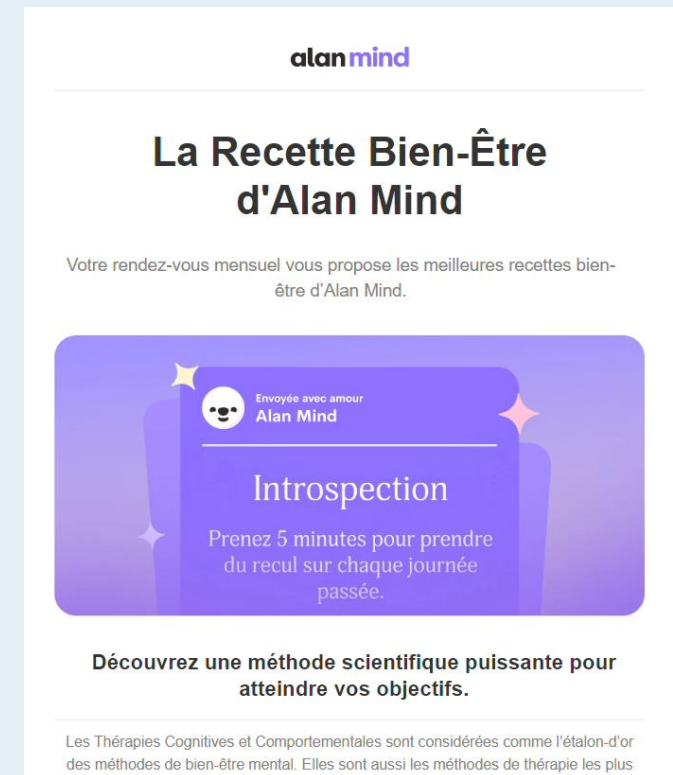 alan mind
La Recette Bien-Être
d'Alan Mind
Votre rendez-vous mensuel vous propose les meilleures recettes bien-
être d’Alan Mind.
Envoyée avec amour
Alan Mind
Introspection
Prenez 5 minutes pour prendre
du recul sur chaque journée
passée.
Découvrez une méthode scientifique puissante pour
atteindre vos objectifs.
Les Thérapies Cognitives et Comportementales sont considérées comme l’étalon-d’or
des méthodes de bien-être mental. Elles sont aussi les méthodes de thérapie les plus